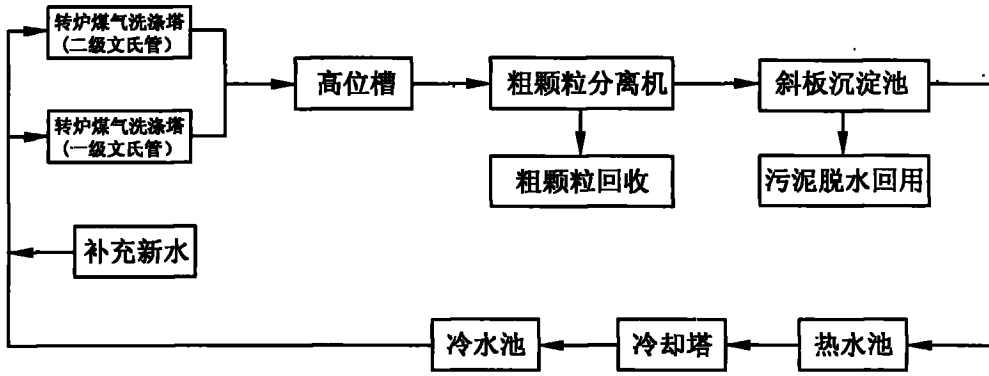 转炉煤气洗涤塔
（二级文氏管）
高位槽
粗颗粒分离机
斜板沉淀池
转炉煤气洗涤塔
（一级文氏管）
粗颗粒回收
污泥脱水回用
补充新水
冷水池
冷却塔
热水池